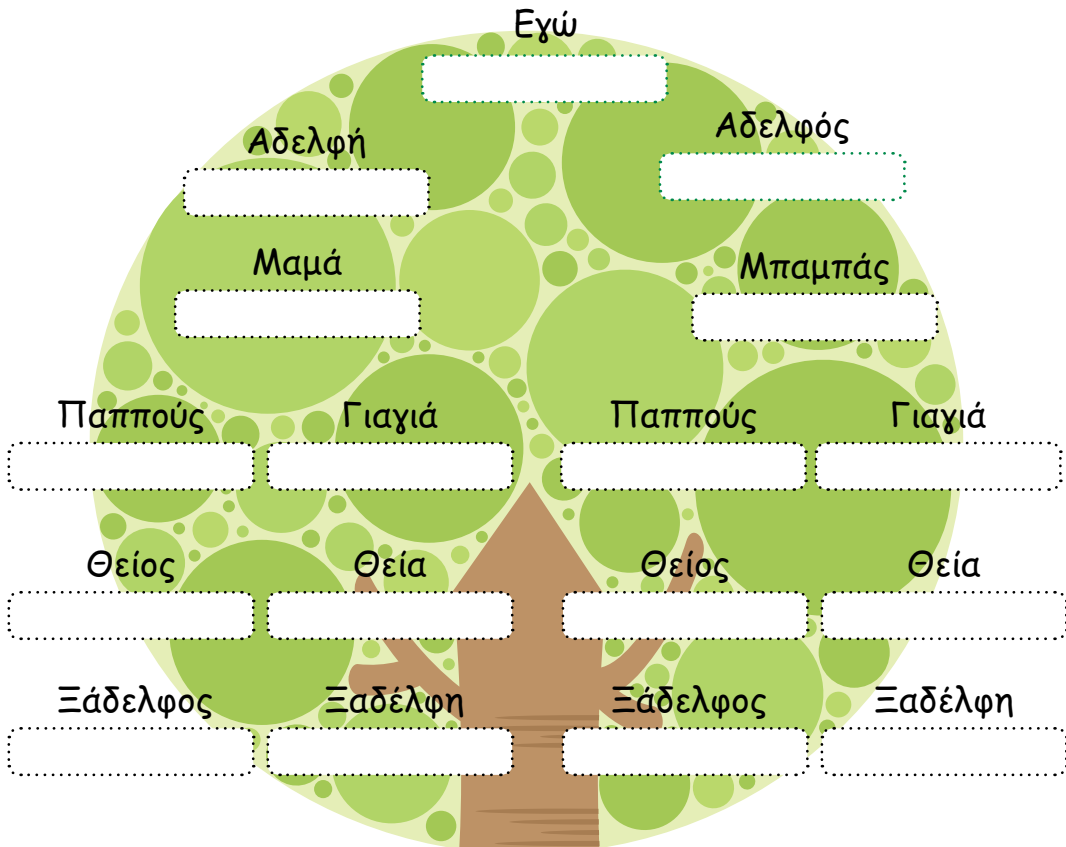 Εγώ
Αδελφή Αδελφός
Μαμά Μπαμπάς
Παππούς Γιαγιά Παππούς Γιαγιά
Θείος Θεία Θείος Θεία
Ξάδελφος Ξαδέλφη Ξάδελφος Ξαδέλφη